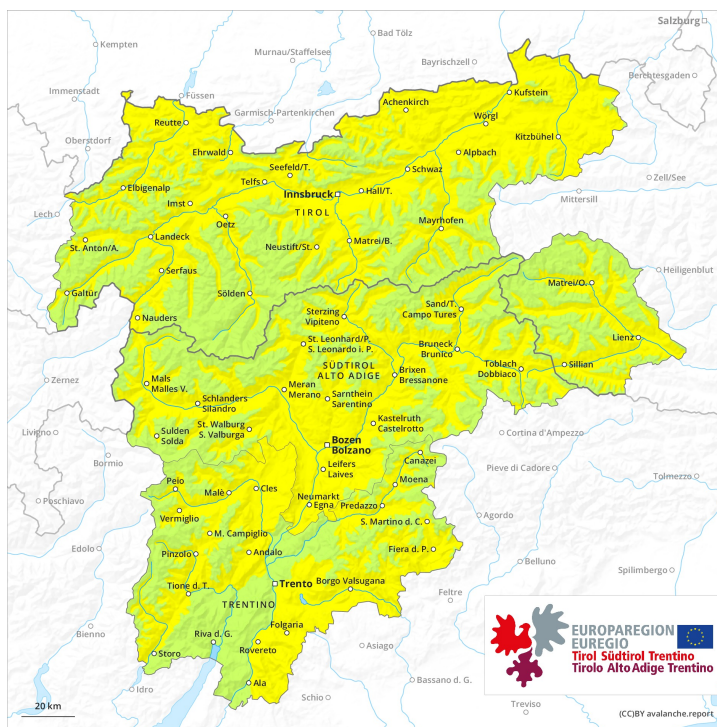 Salzburg
Kempten
Bad Tölz
Murnau/Staffelsee
Bayrischzell
Berchtesgaden
Immenstadt
Füssen
Kufstein
Achenkirch
Garmisch-Partenkirchen
Wörgl
Reutte
Kitzbühel
Oberstdorf
Ehrwald
Alpbach
Seefeld/T.
Schwaz
Zell/See
Telfs
Elbigenalp
Innsbruck
Hall/T.
Mittersill
Imst
Lech
Oetz
TIROL
Mayrhofen
St. Anton/A.
Landeck
Neustift/St.
Matrei/B.
Serfaus
Heiligenblut
Matrei/O.
Galtür
Sölden
Sand/T.
Campo Tures
Nauders
Sterzing
Vipiteno
Lienz
St. Leonhard/P.
S. Leonardo i. P.
Bruneck
Brunico
Sillian
Toblach
Dobbiaco
SÜDTIROL
ALTO ADIGE
Brixen
Bressanone
Zernez
Mals
Malles V.
Meran
Merano
Sarnthein
Sarentino
Schlanders
Silandro
St. Walburg
S. Valburga
Kastelruth
Castelrotto
Livigno
Sulden
Solda
Cortina d'Ampezzo
Bozen
Bolzano
Bormio
Canazei
Pieve di Cadore
Leifers
Laives
Tolmezzo
Moena
Peio
Malè
Cles
Poschiavo
Neumarkt
Egna
Predazzo
Vermiglio
Agordo
S. Martino d. C.
M. Campiglio
Edolo
Pinzolo
Andalo
Fiera d. P.
Belluno
Spilimbergo
Trento
Borgo Valsugana
Tione d. T.
Feltre
TRENTINO
Folgaria
Bienno
Riva d. G.
Rovereto
Asiago
Storo
Ala
Bassano d. G.
Idro
Schio
Treviso
EUROPAREGION
EUREGIO
Tirol Südtirol Trentino
Tirolo Alto Adige Trentino
20 km
(CC)BY avalanche.report